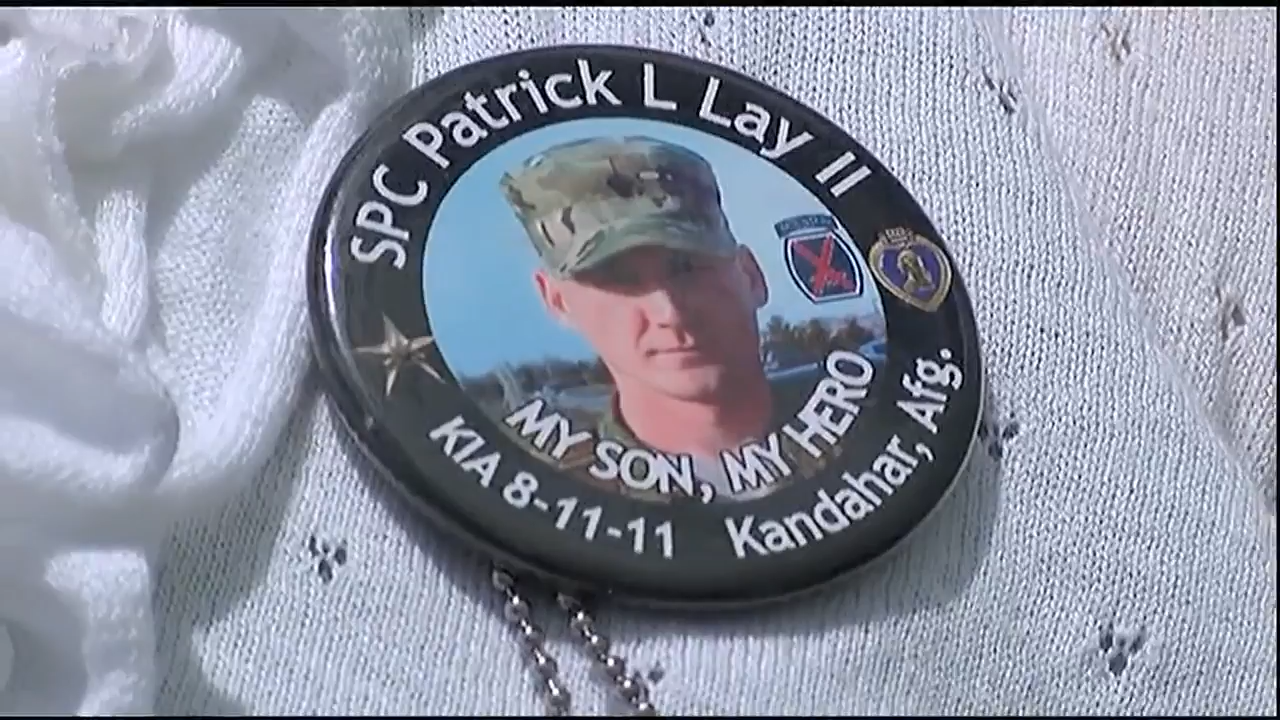 SPC Patrick L Lay II
MY SON, MY HERO
KIA 8-11-11 Kandahar, Afg.